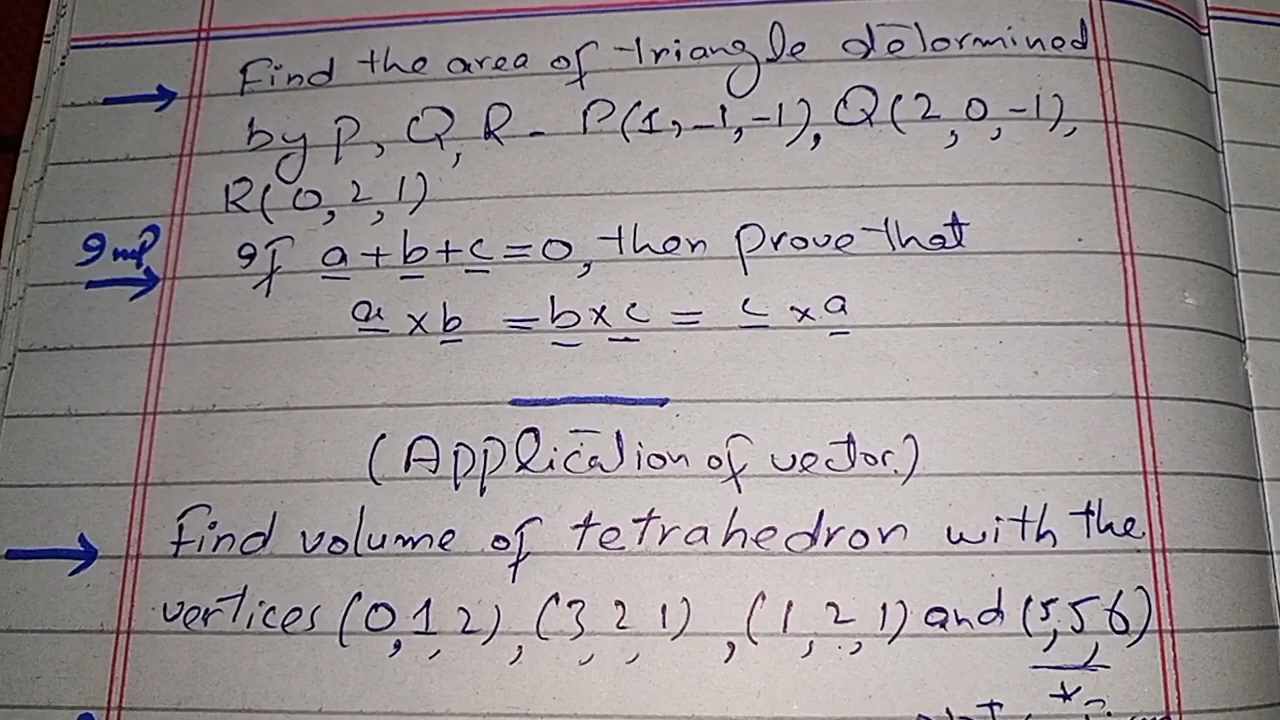 Find the area of triangle determined
by P, Q, R - P(1,-1,-1), Q(2,0,-1),
R(0,2,1)
Imp If a+b+c=0, then prove that
a×b = b×c = c×a
(Application of vector.)
Find volume of tetrahedron with the
vertices (0,1,2), (3,2,1), (1,2,1) and (5,5,6)